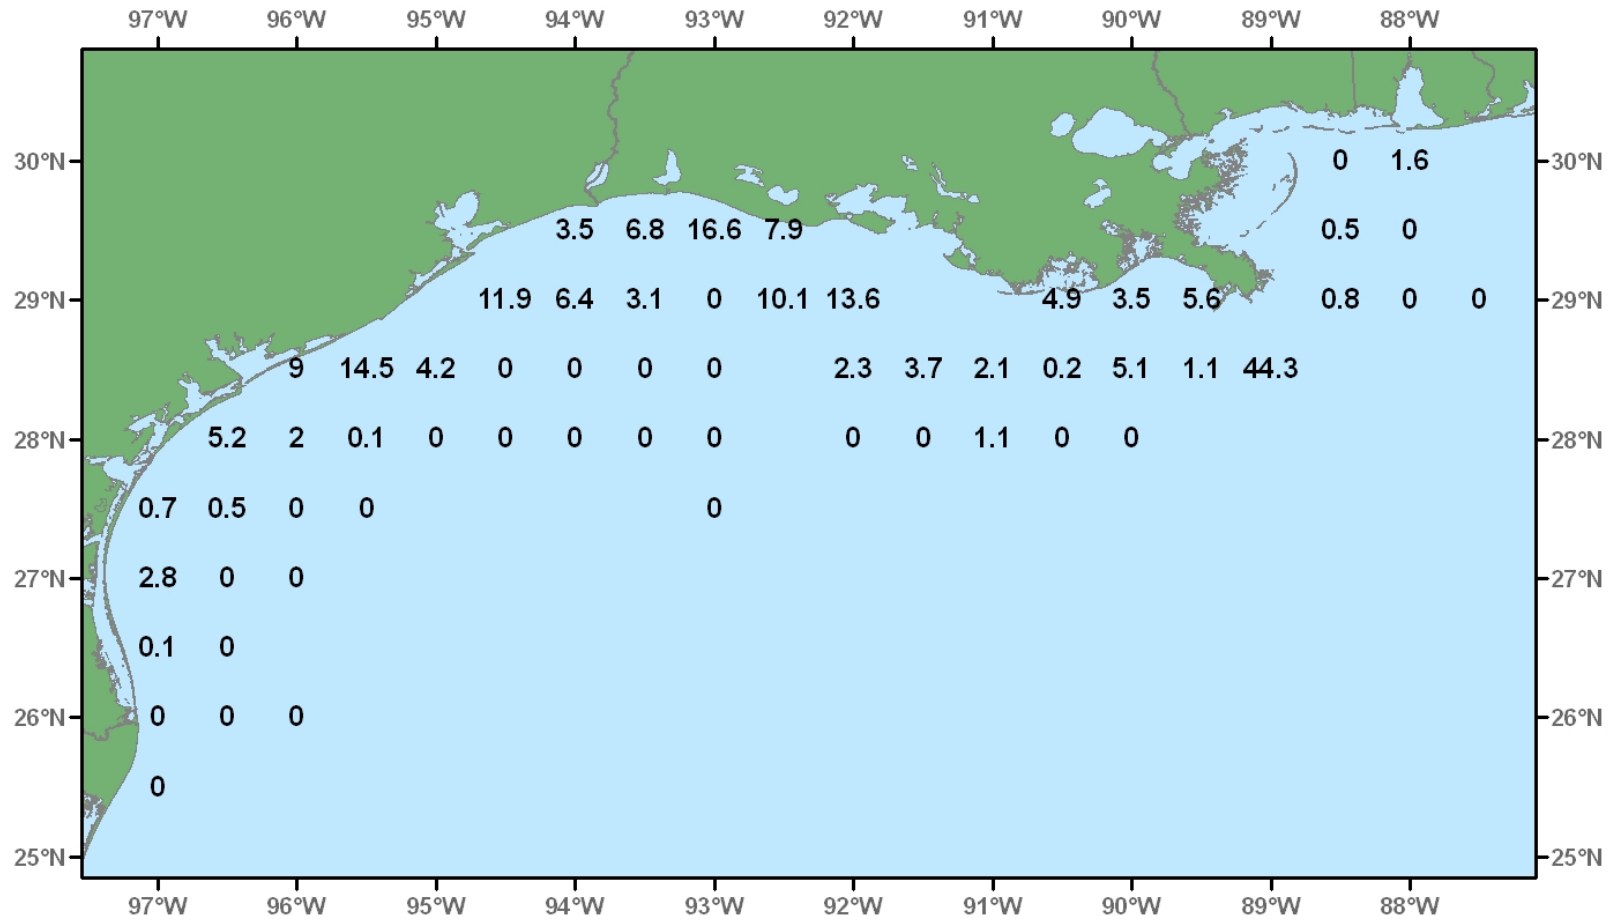 97°W 96°W 95°W 94°W 93°W 92°W 91°W 90°W 89°W 88°W
30°N 0 1.6 30°N
3.5 6.8 16.6 7.9 0.5 0
29°N 11.9 6.4 3.1 0 10.1 13.6 4.9 3.5 5.6 0.8 0 0 29°N
9 14.5 4.2 0 0 0 0 2.3 3.7 2.1 0.2 5.1 1.1 44.3
28°N 5.2 2 0.1 0 0 0 0 0 0 0 1.1 0 0 28°N
0.7 0.5 0 0 0
27°N 2.8 0 0 27°N
0.1 0
26°N 0 0 0 26°N
0
25°N 25°N
97°W 96°W 95°W 94°W 93°W 92°W 91°W 90°W 89°W 88°W